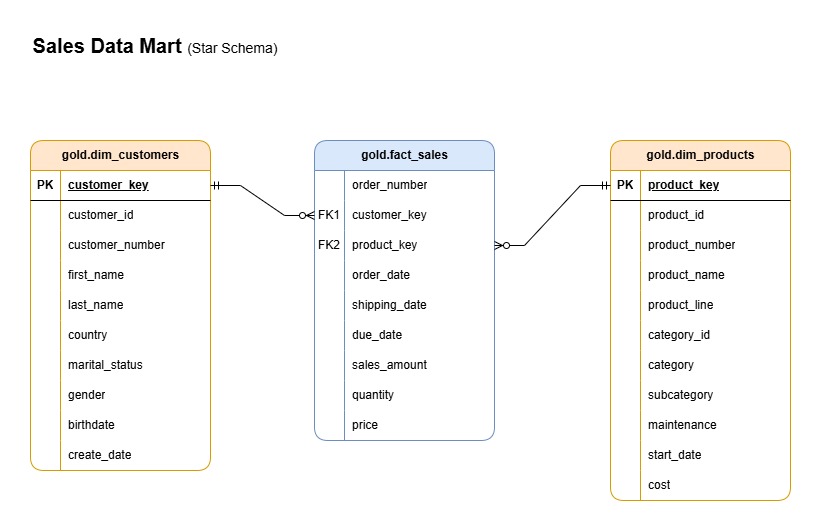 Sales Data Mart (Star Schema)
gold.dim_customers
PK customer_key
customer_id
customer_number
first_name
last_name
country
marital_status
gender
birthdate
create_date
gold.fact_sales
order_number
FK1 customer_key
FK2 product_key
order_date
shipping_date
due_date
sales_amount
quantity
price
gold.dim_products
PK product_key
product_id
product_number
product_name
product_line
category_id
category
subcategory
maintenance
start_date
cost